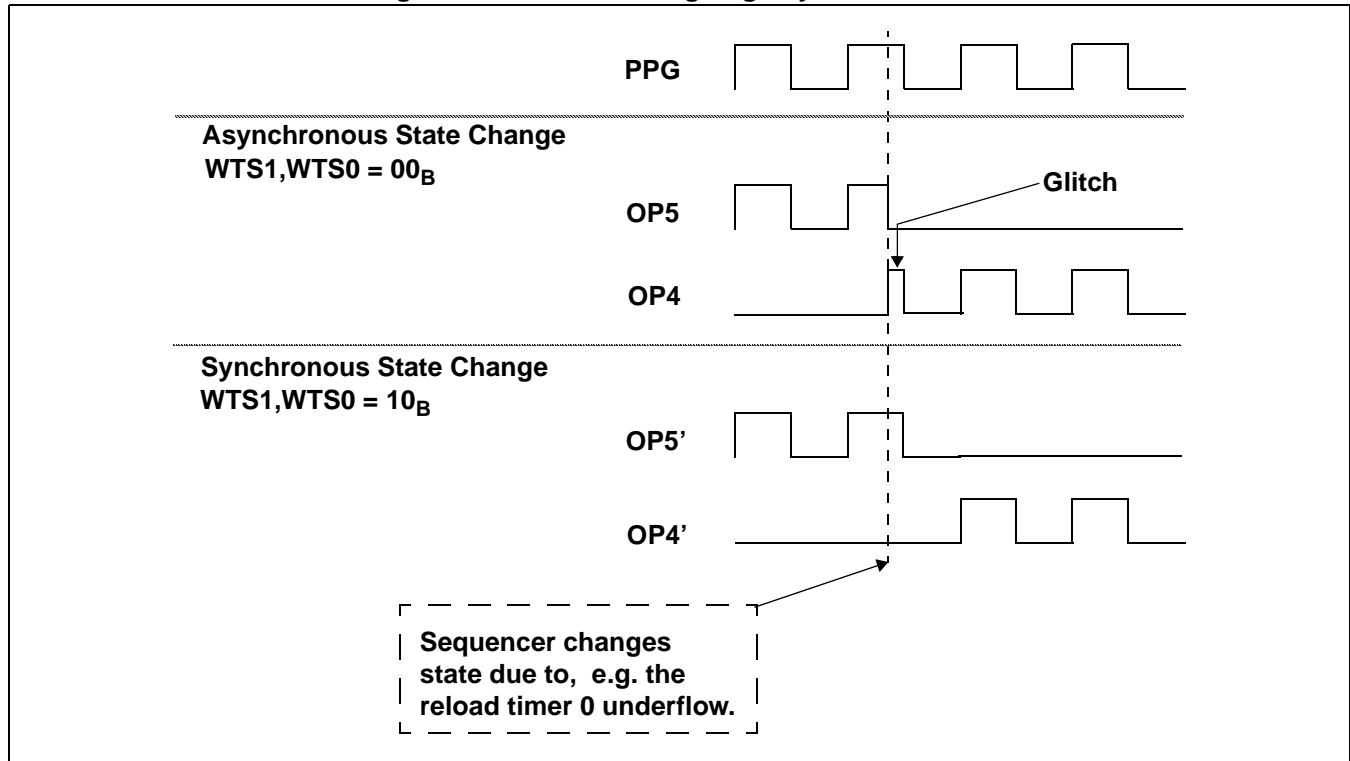 PPG
Asynchronous State Change
WTS1,WTS0 = 00B
Glitch
OP5
OP4
Synchronous State Change
WTS1,WTS0 = 10B
OP5’
OP4’
Sequencer changes
state due to, e.g. the
reload timer 0 underflow.